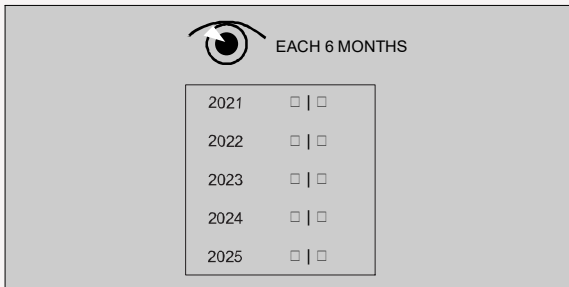 EACH 6 MONTHS
2021 □ | □
2022 □ | □
2023 □ | □
2024 □ | □
2025 □ | □